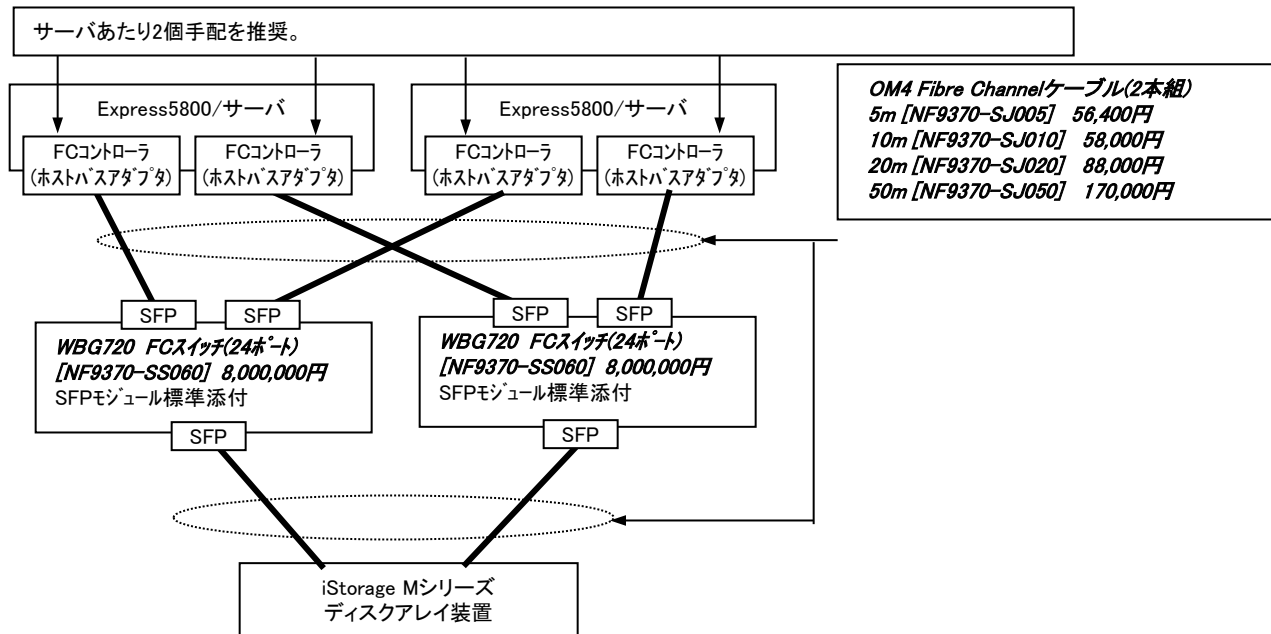 サーバあたり2個手配を推奨。
OM4 Fibre Channelケーブル(2本組)
5m [NF9370-SJ005] 56,400円
10m [NF9370-SJ010] 58,000円
20m [NF9370-SJ020] 88,000円
50m [NF9370-SJ050] 170,000円
Express5800/サーバ
FCコントローラ
(ホストバスアダプタ)
FCコントローラ
(ホストバスアダプタ)
Express5800/サーバ
FCコントローラ
(ホストバスアダプタ)
FCコントローラ
(ホストバスアダプタ)
SFP
SFP
WBG720 FCスイッチ(24ポート)
[NF9370-SS060] 8,000,000円
SFPモジュール標準添付
SFP
SFP
SFP
WBG720 FCスイッチ(24ポート)
[NF9370-SS060] 8,000,000円
SFPモジュール標準添付
SFP
iStorage Mシリーズ
ディスクアレイ装置